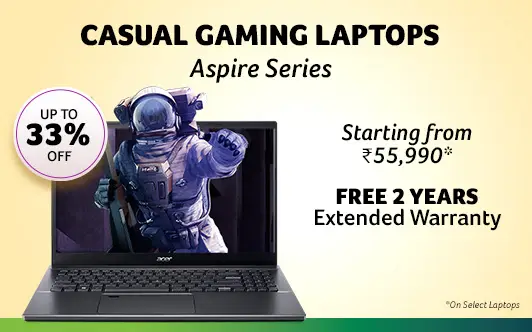 CASUAL GAMING LAPTOPS
Aspire Series
UP TO
33%
OFF
Starting from
₹55,990*
FREE 2 YEARS
Extended Warranty
acer
*On Select Laptops